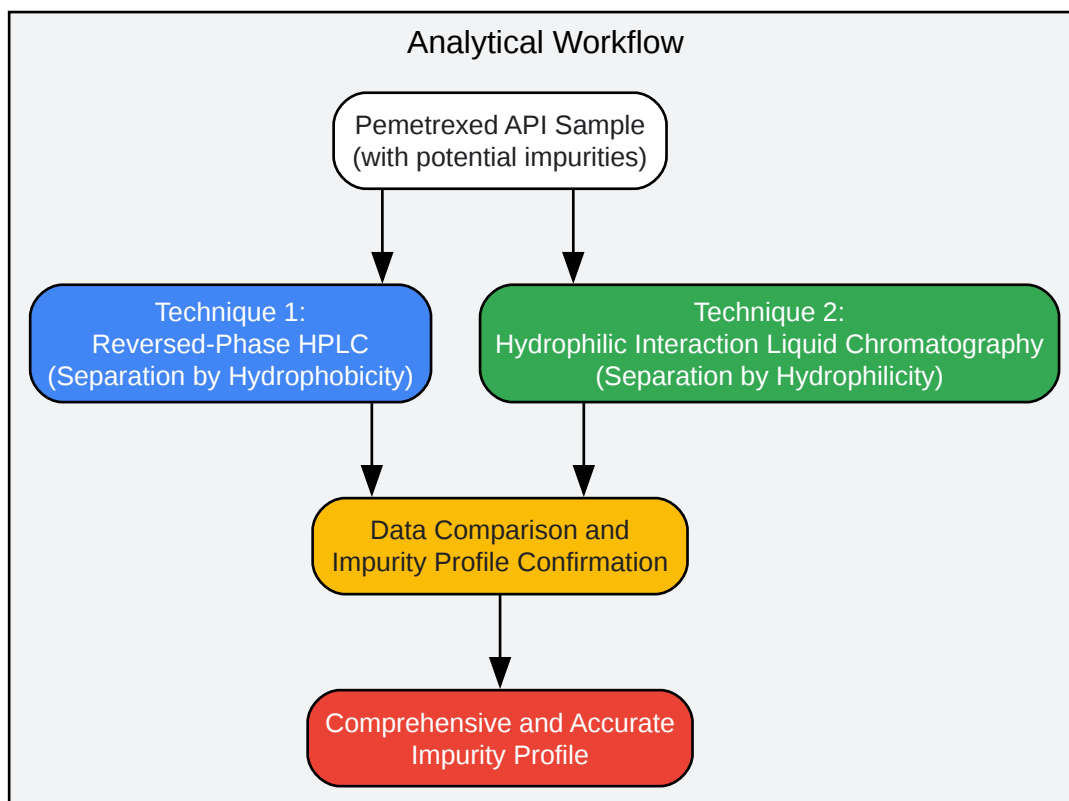 Analytical Workflow
Pemetrexed API Sample
(with potential impurities)
Technique 1:
Reversed-Phase HPLC
(Separation by Hydrophobicity)
Technique 2:
Hydrophilic Interaction Liquid Chromatography
(Separation by Hydrophilicity)
Data Comparison and
Impurity Profile Confirmation
Comprehensive and Accurate
Impurity Profile